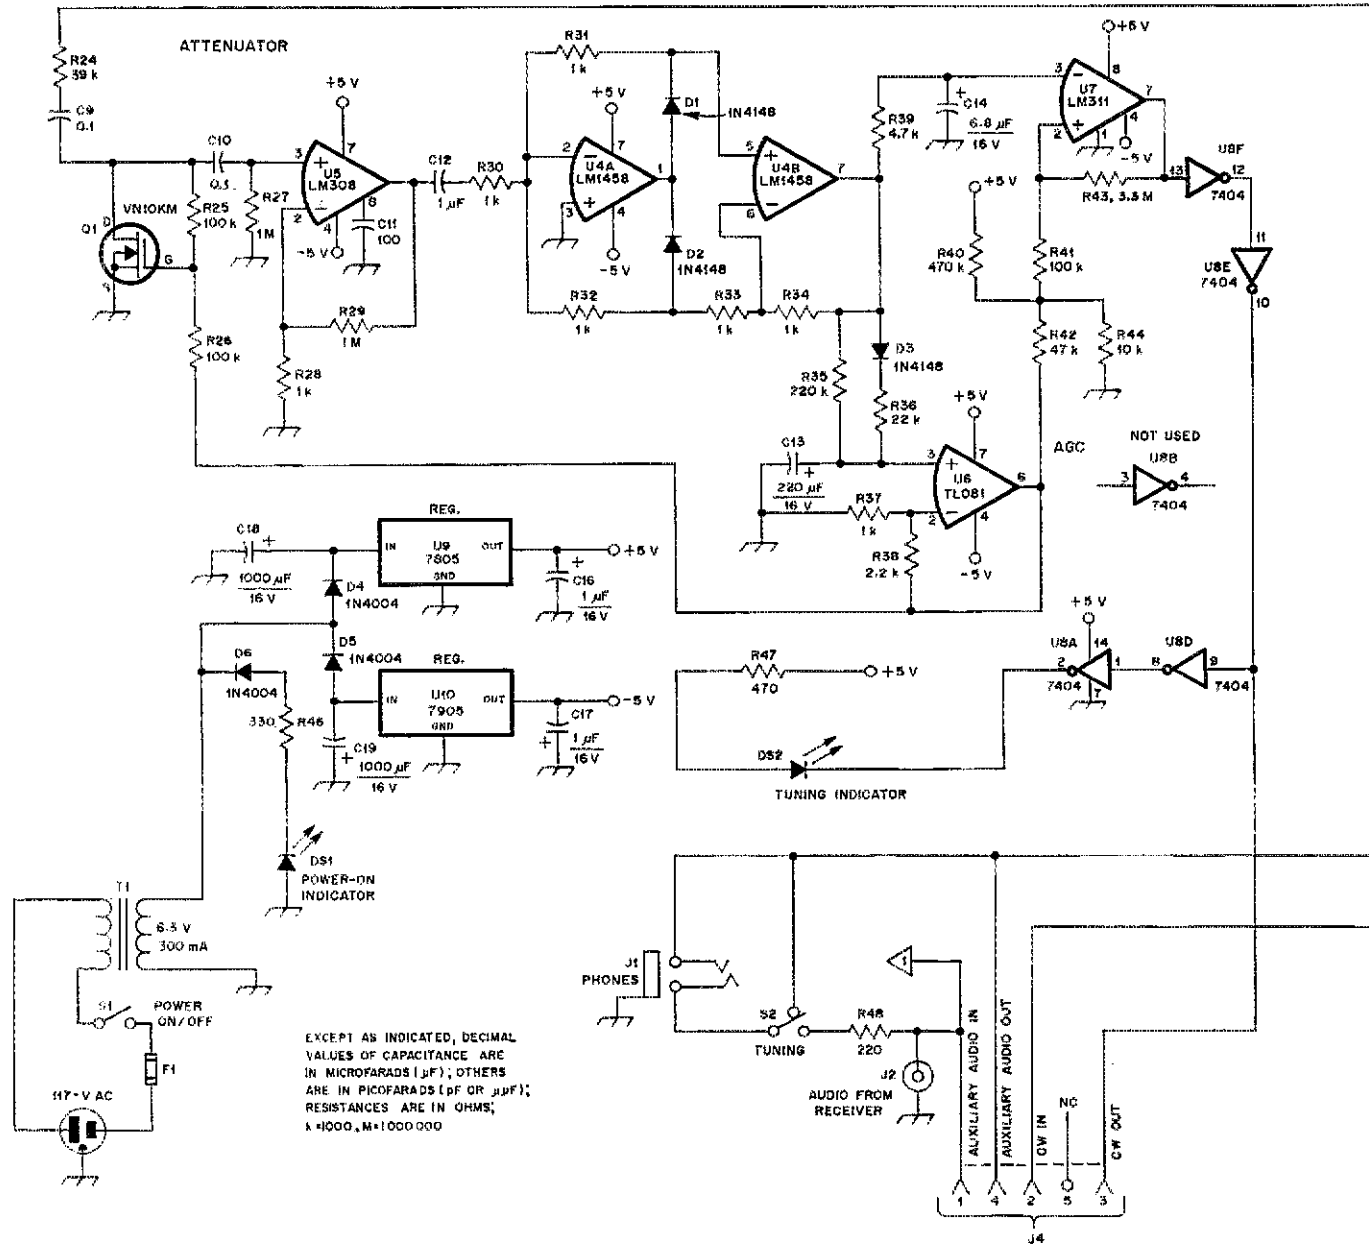 ATTENUATOR
R24
39 k
C9
0.1
C10
R25
100 k
VN10KM
Q1
D
G
S
R27
1M
R26
100 k
+5 V
3
7
U5
LM308
2
4
8
-5 V
C11
100
R29
1M
R28
1 k
C12
1 µF
R30
1 k
R31
1 k
+5 V
2
7
U4A
LM1458
1
3
4
-5 V
D1
1N4148
D2
1N4148
R32
1 k
R33
1 k
R34
1 k
5
U4B
LM1458
7
6
R39
4.7 k
C14
6.8 µF
16 V
+5 V
3
8
U7
LM311
7
2
1
4
-5 V
R43, 3.3 M
U8F
13
12
7404
11
U8E
7404
10
+5 V
R40
470 k
R41
100 k
R42
47 k
R44
10 k
D3
1N4148
R35
220 k
R36
22 k
+5 V
C13
220 µF
16 V
3
7
U6
TL081
6
2
4
-5 V
R37
1 k
R38
2.2 k
AGC
NOT USED
U8B
3
4
7404
C18
1000 µF
16 V
REG.
IN
U9
7805
OUT
GND
+5 V
C16
1 µF
16 V
D4
1N4004
D5
1N4004
D6
1N4004
330
R46
REG.
IN
U10
7905
OUT
GND
-5 V
C17
1 µF
16 V
C19
1000 µF
16 V
R47
470
+5 V
+5 V
U8A
14
2
1
7404
7
U8D
8
9
7404
DS2
TUNING INDICATOR
DS1
POWER-ON
INDICATOR
T1
6.3 V
300 mA
S1
POWER
ON/OFF
F1
117-V AC
EXCEPT AS INDICATED, DECIMAL
VALUES OF CAPACITANCE ARE
IN MICROFARADS (µF); OTHERS
ARE IN PICOFARADS (pF OR µµF);
RESISTANCES ARE IN OHMS;
k=1000, M=1000 000
J1
PHONES
S2
TUNING
R48
220
1
J2
AUDIO FROM
RECEIVER
AUXILIARY AUDIO IN
AUXILIARY AUDIO OUT
CW IN
NC
CW OUT
1
4
2
5
3
J4